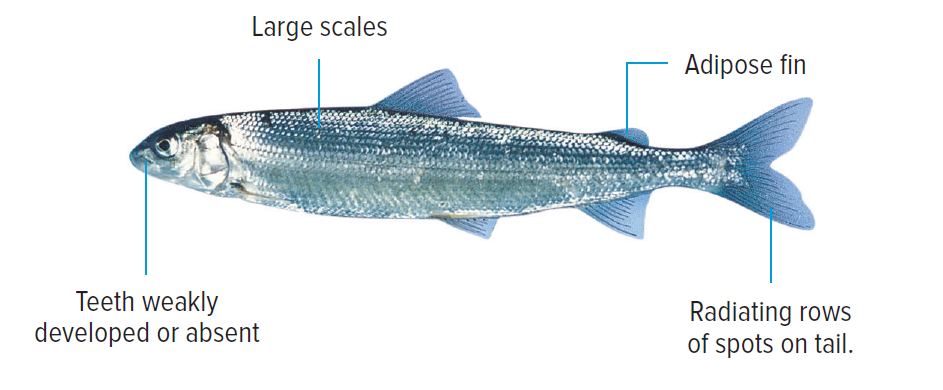 Large scales
Adipose fin
Teeth weakly
developed or absent
Radiating rows
of spots on tail.